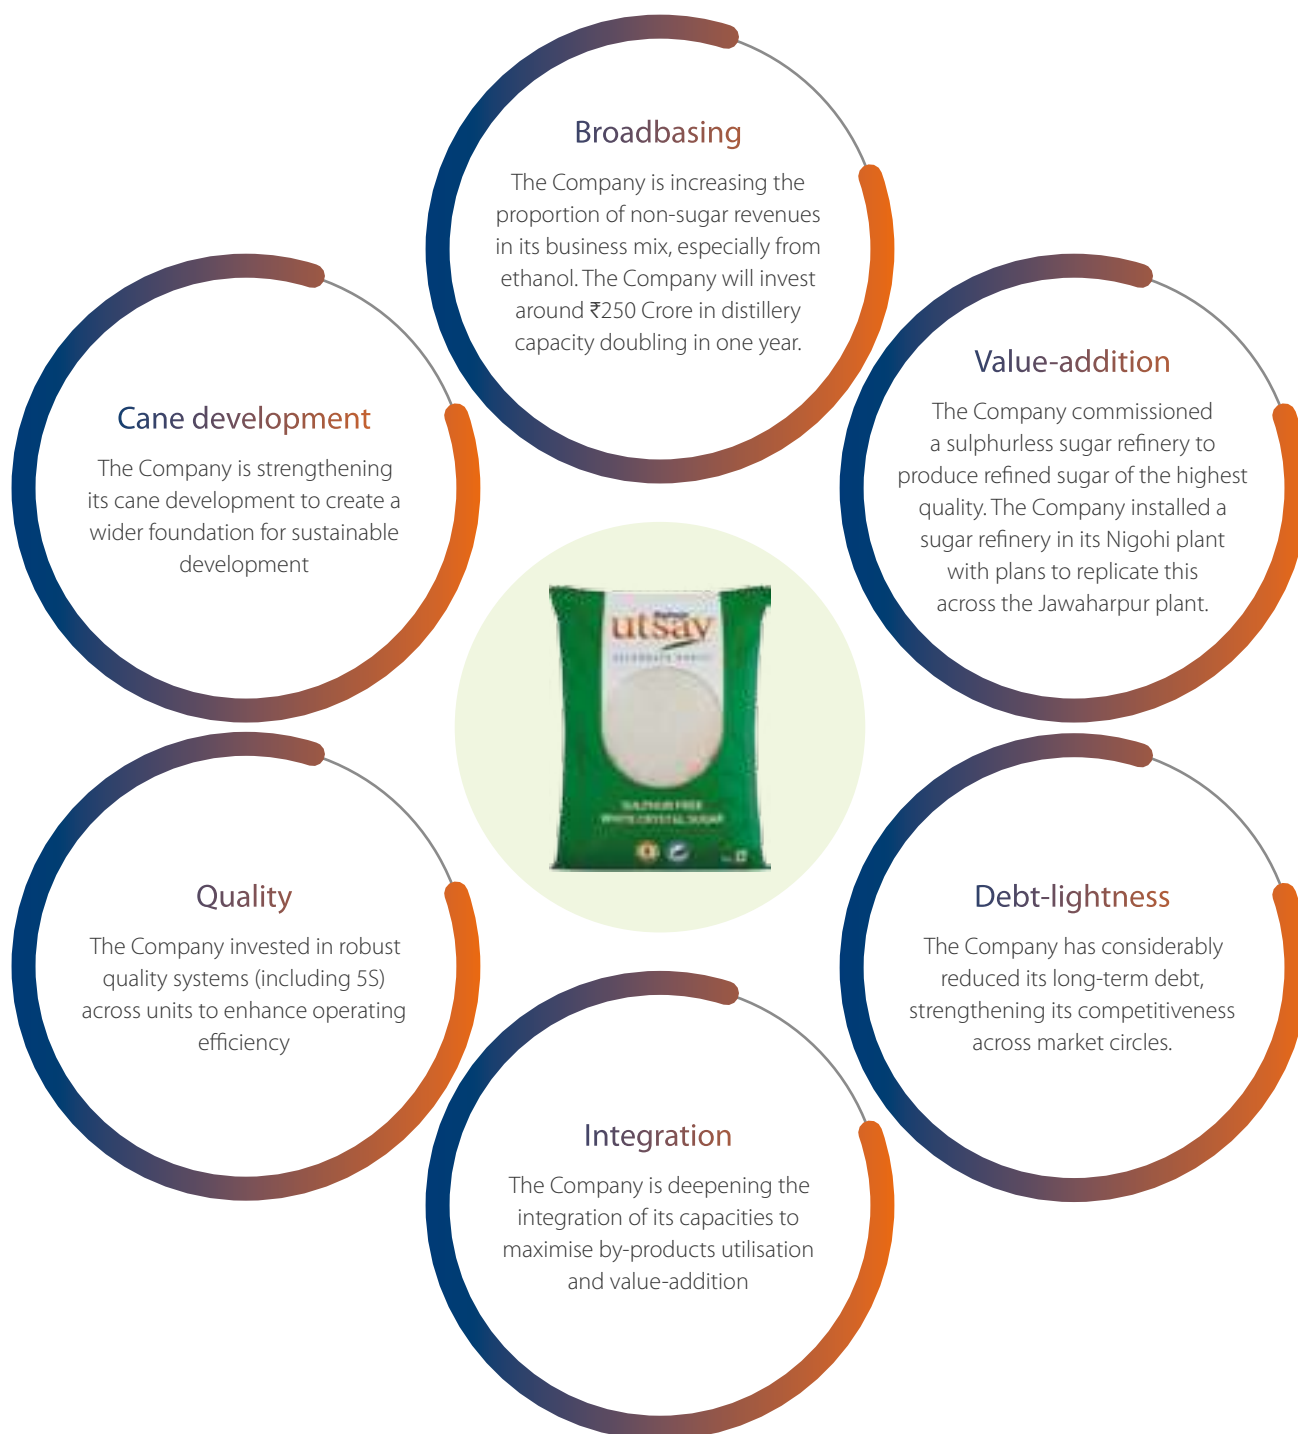 Broadbasing
The Company is increasing the
proportion of non-sugar revenues
in its business mix, especially from
ethanol. The Company will invest
around ₹250 Crore in distillery
capacity doubling in one year.
Value-addition
The Company commissioned
a sulphurless sugar refinery to
produce refined sugar of the highest
quality. The Company installed a
sugar refinery in its Nigohi plant
with plans to replicate this
across the Jawaharpur plant.
Cane development
The Company is strengthening
its cane development to create a
wider foundation for sustainable
development
utsav
SULPHUR FREE
WHITE CRYSTAL SUGAR
Quality
The Company invested in robust
quality systems (including 5S)
across units to enhance operating
efficiency
Debt-lightness
The Company has considerably
reduced its long-term debt,
strengthening its competitiveness
across market circles.
Integration
The Company is deepening the
integration of its capacities to
maximise by-products utilisation
and value-addition